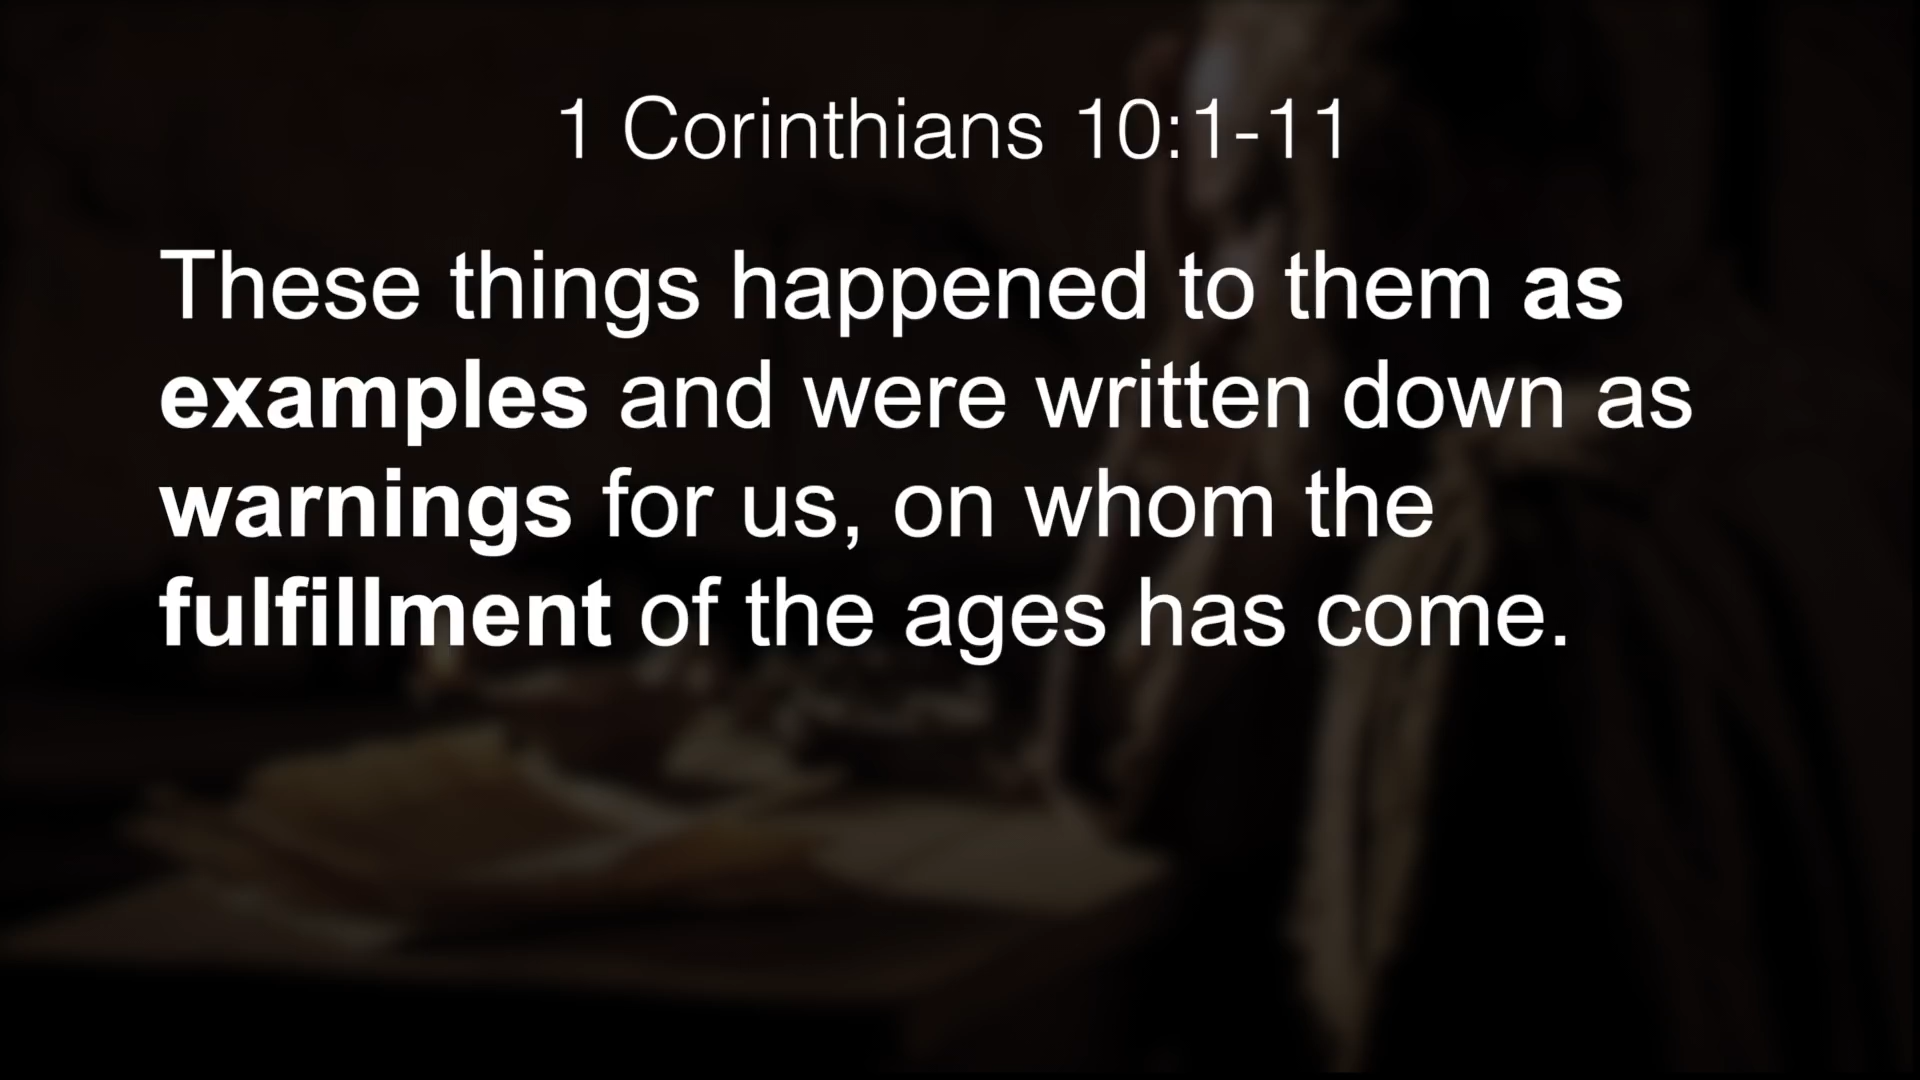 1 Corinthians 10:1-11
These things happened to them as
examples and were written down as
warnings for us, on whom the
fulfillment of the ages has come.